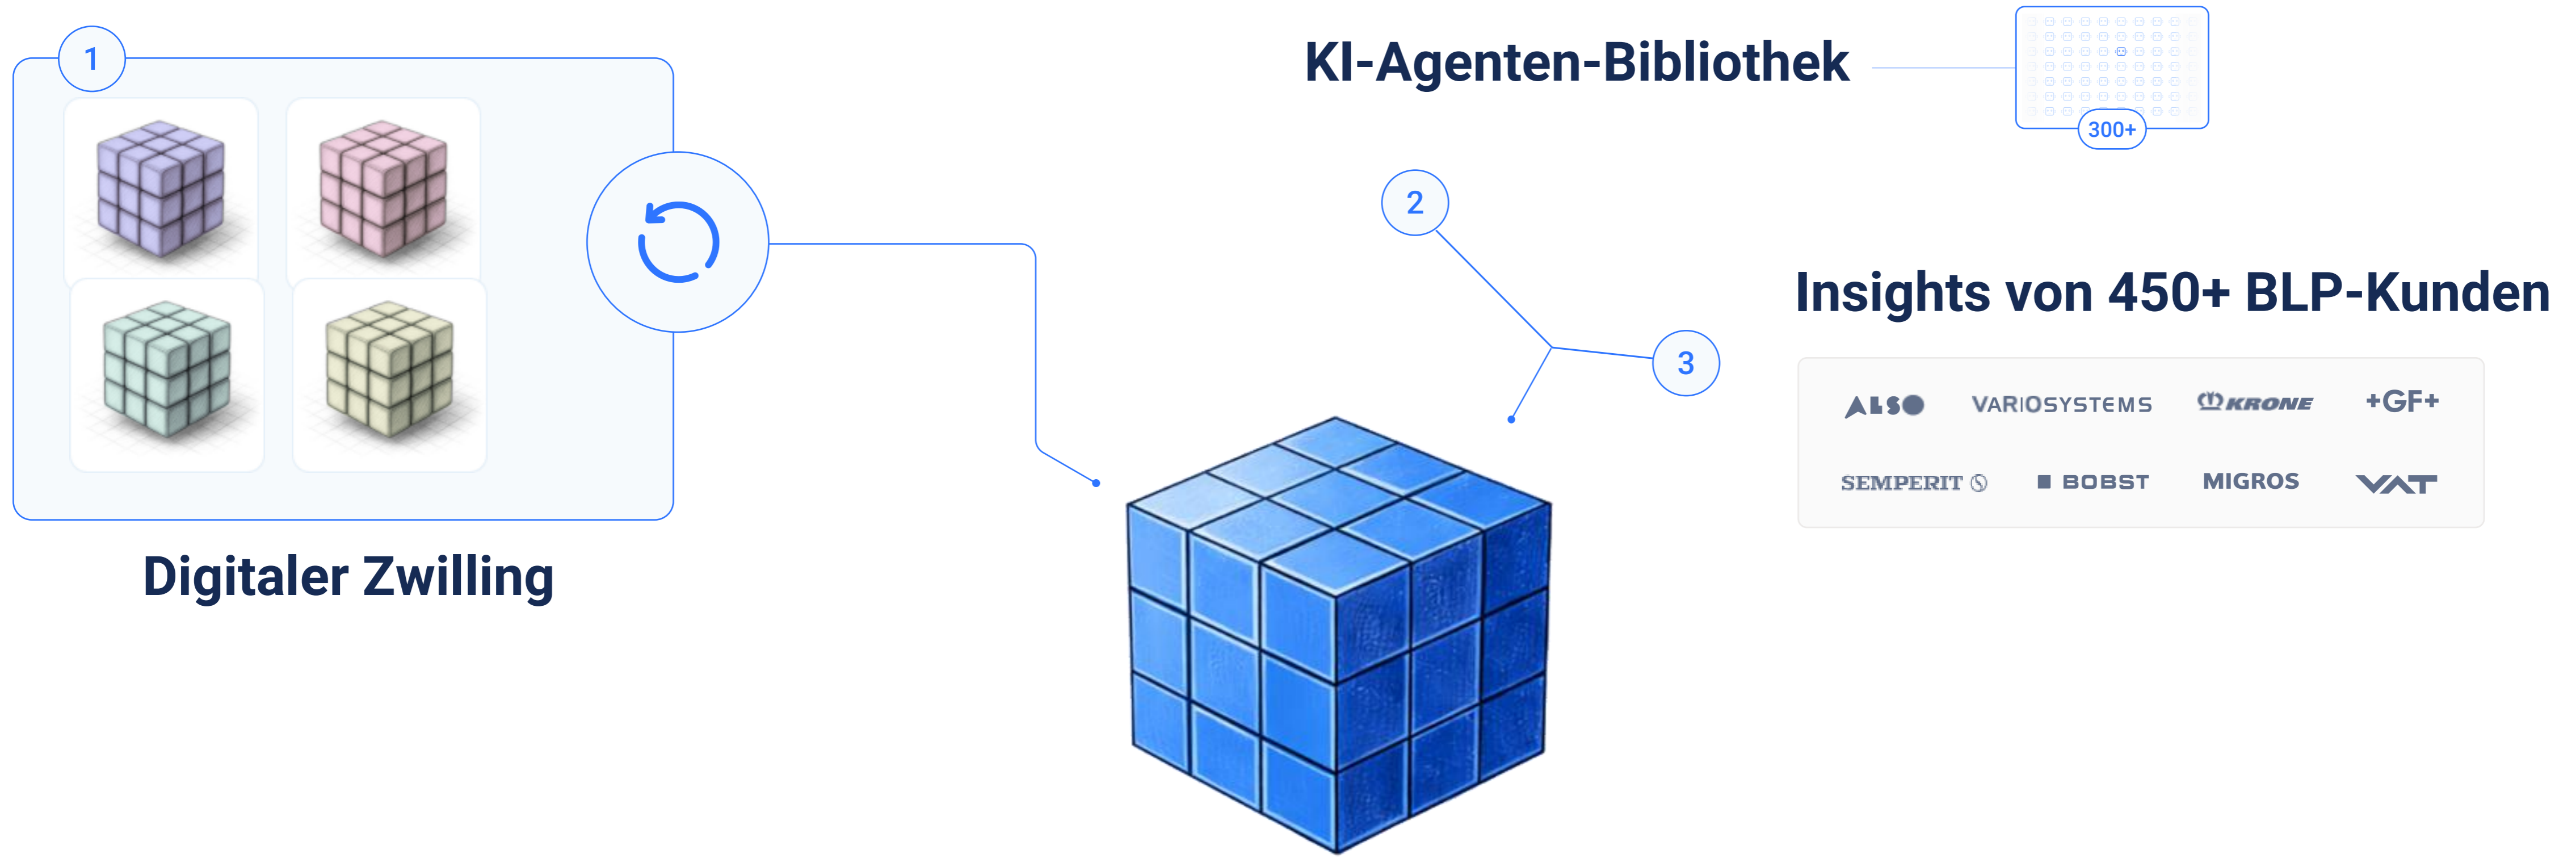 1
Digitaler Zwilling
KI-Agenten-Bibliothek
300+
2
3
Insights von 450+ BLP-Kunden
ALSO VARIOSYSTEMS KRONE +GF+
SEMPERIT BOBST MIGROS VAT